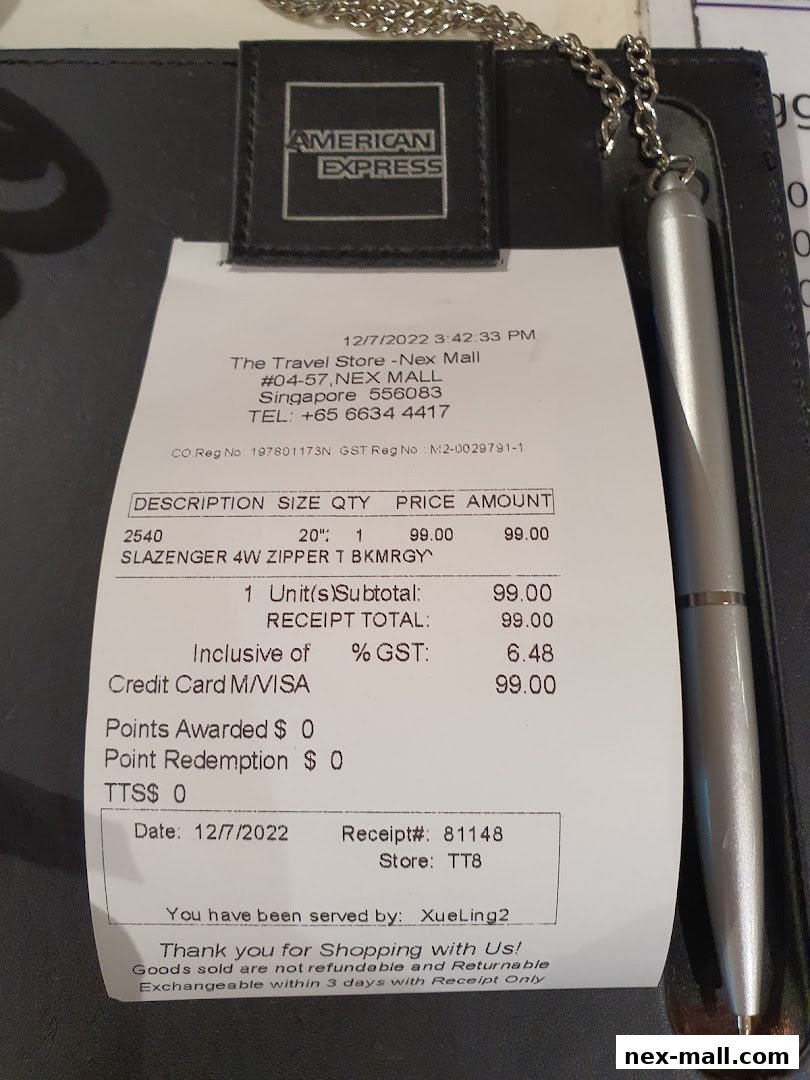 AMERICAN
EXPRESS
12/7/2022 3:42:33 PM
The Travel Store -Nex Mall
#04-57,NEX MALL
Singapore 556083
TEL: +65 6634 4417
CO.Reg No 197801173N GST Reg No : M2-0029791-1
DESCRIPTION SIZE QTY PRICE AMOUNT
2540 20": 1 99.00 99.00
SLAZENGER 4W ZIPPER T BKMRGY^
1 Unit(s)Subtotal: 99.00
RECEIPT TOTAL: 99.00
Inclusive of % GST: 6.48
Credit Card M/VISA 99.00
Points Awarded $ 0
Point Redemption $ 0
TTS$ 0
Date: 12/7/2022 Receipt#: 81148
Store: TT8
You have been served by: XueLing2
Thank you for Shopping with Us!
Goods sold are not refundable and Returnable
Exchangeable within 3 days with Receipt Only
nex-mall.com